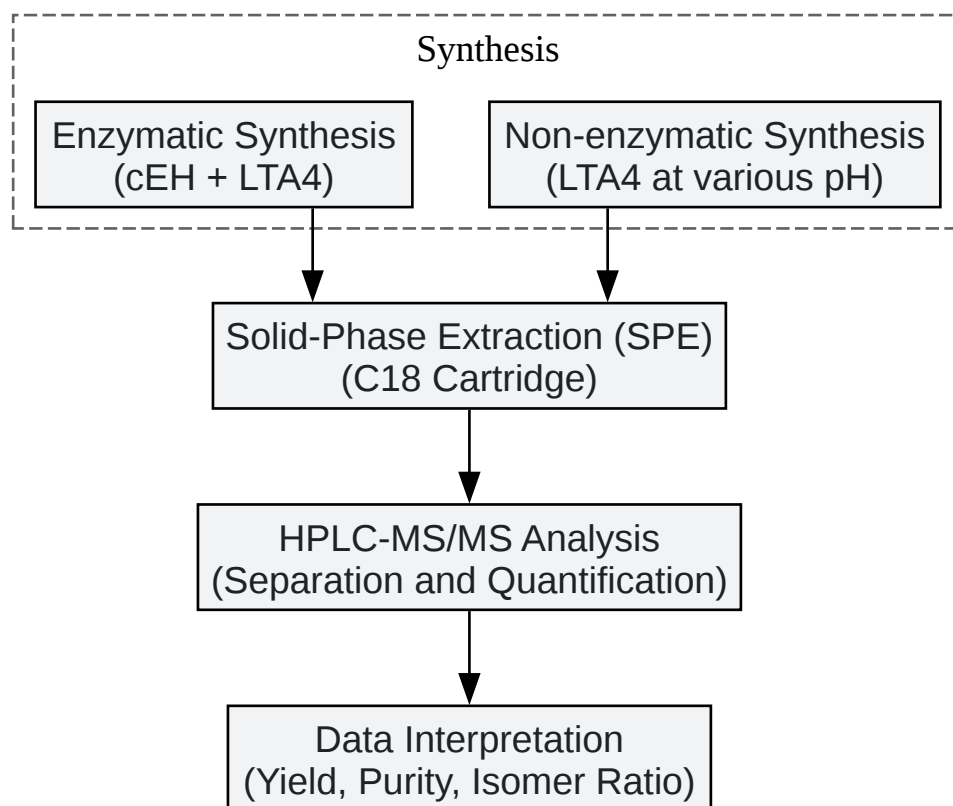 Synthesis
Enzymatic Synthesis
(cEH + LTA4)
Non-enzymatic Synthesis
(LTA4 at various pH)
Solid-Phase Extraction (SPE)
(C18 Cartridge)
HPLC-MS/MS Analysis
(Separation and Quantification)
Data Interpretation
(Yield, Purity, Isomer Ratio)